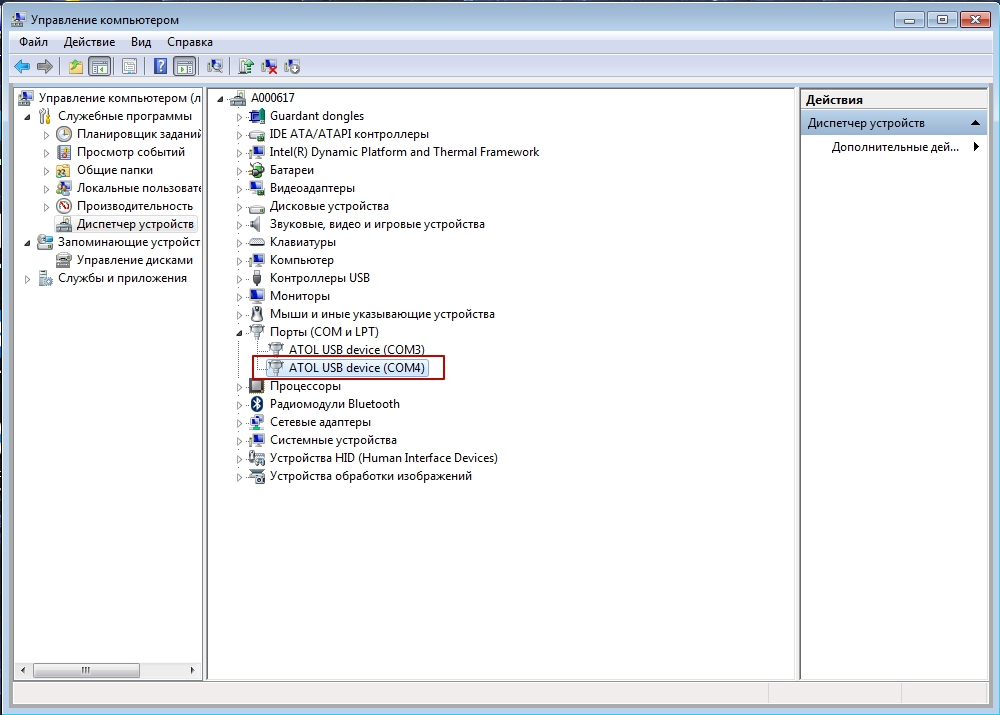 Управление компьютером
Файл Действие Вид Справка
Управление компьютером (л
Служебные программы
Планировщик заданий
Просмотр событий
Общие папки
Локальные пользовате
Производительность
Диспетчер устройств
Запоминающие устройст
Управление дисками
Службы и приложения
A000617
Guardant dongles
IDE ATA/ATAPI контроллеры
Intel(R) Dynamic Platform and Thermal Framework
Батареи
Видеоадаптеры
Дисковые устройства
Звуковые, видео и игровые устройства
Клавиатуры
Компьютер
Контроллеры USB
Мониторы
Мыши и иные указывающие устройства
Порты (COM и LPT)
ATOL USB device (COM3)
ATOL USB device (COM4)
Процессоры
Радиомодули Bluetooth
Сетевые адаптеры
Системные устройства
Устройства HID (Human Interface Devices)
Устройства обработки изображений
Действия
Диспетчер устройств
Дополнительные дей...